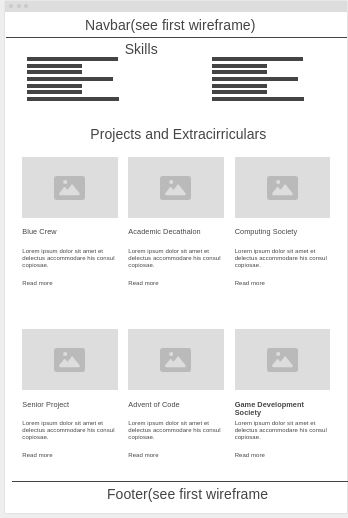 Navbar(see first wireframe)
Skills
Projects and Extracirriculars
Blue Crew
Academic Decathalon
Computing Society
Lorem ipsum dolor sit amet et
delectus accommodare his consul
copiosae.
Lorem ipsum dolor sit amet et
delectus accommodare his consul
copiosae.
Lorem ipsum dolor sit amet et
delectus accommodare his consul
copiosae.
Read more
Read more
Read more
Senior Project
Advent of Code
Game Development
Society
Lorem ipsum dolor sit amet et
delectus accommodare his consul
copiosae.
Lorem ipsum dolor sit amet et
delectus accommodare his consul
copiosae.
Lorem ipsum dolor sit amet et
delectus accommodare his consul
copiosae.
Read more
Read more
Read more
Footer(see first wireframe